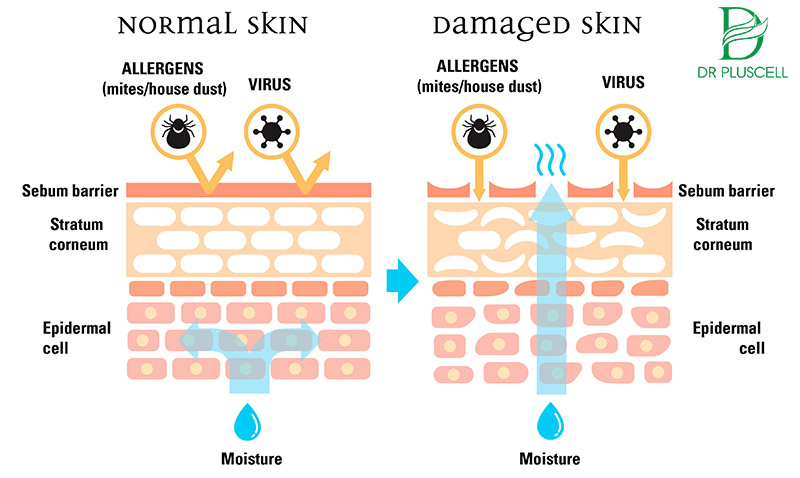 NORMAL SKIN
DAMAGED SKIN
DR PLUSCELL
ALLERGENS
(mites/house dust)
VIRUS
Sebum barrier
Stratum
corneum
Epidermal
cell
Moisture
ALLERGENS
(mites/house dust)
VIRUS
Sebum barrier
Stratum
corneum
Epidermal
cell
Moisture